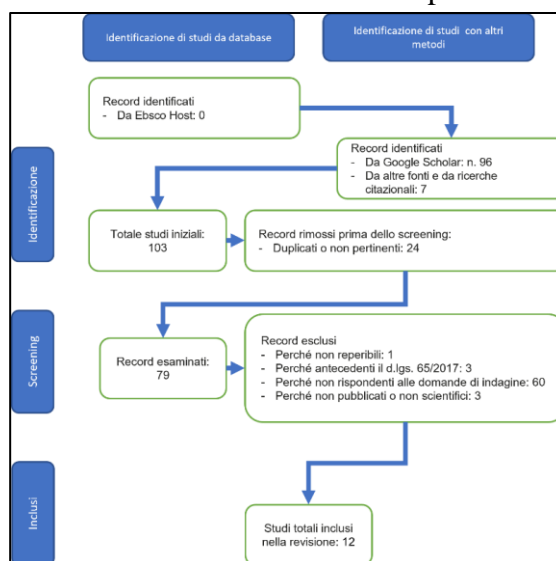 Identificazione di studi da database
Identificazione di studi con altri
metodi
Record identificati
- Da Ebsco Host: 0
Identificazione
Record identificati
- Da Google Scholar: n. 96
- Da altre fonti e da ricerche
citazionali: 7
Totale studi iniziali:
103
Record rimossi prima dello screening:
- Duplicati o non pertinenti: 24
Screening
Record esaminati:
79
Record esclusi
- Perché non reperibili: 1
- Perché antecedenti il d.lgs. 65/2017: 3
- Perché non rispondenti alle domande di indagine: 60
- Perché non pubblicati o non scientifici: 3
Inclusi
Studi totali inclusi
nella revisione: 12